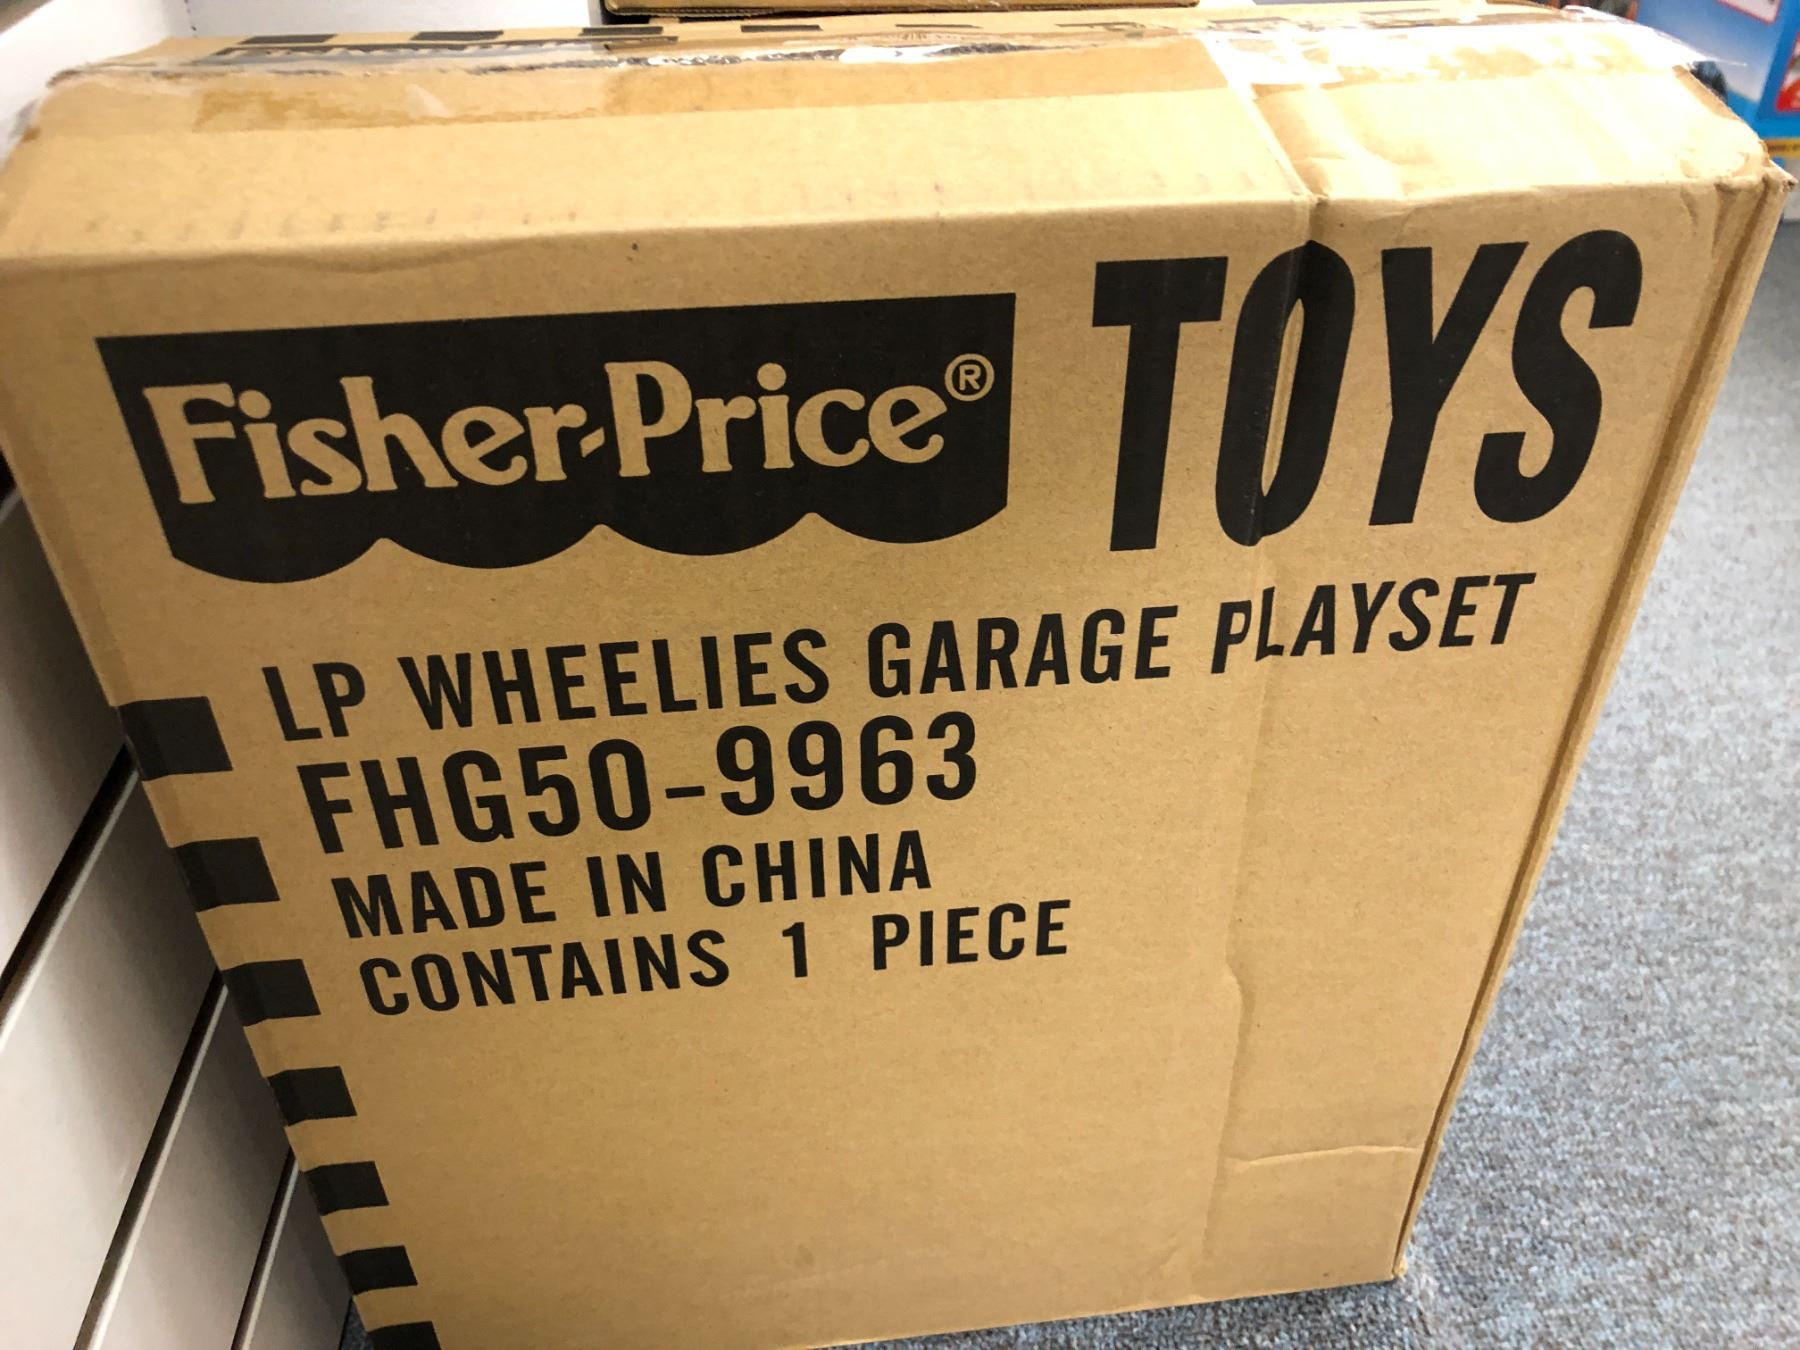 Fisher-Price® TOYS
LP WHEELIES GARAGE PLAYSET
FHG50-9963
MADE IN CHINA
CONTAINS 1 PIECE